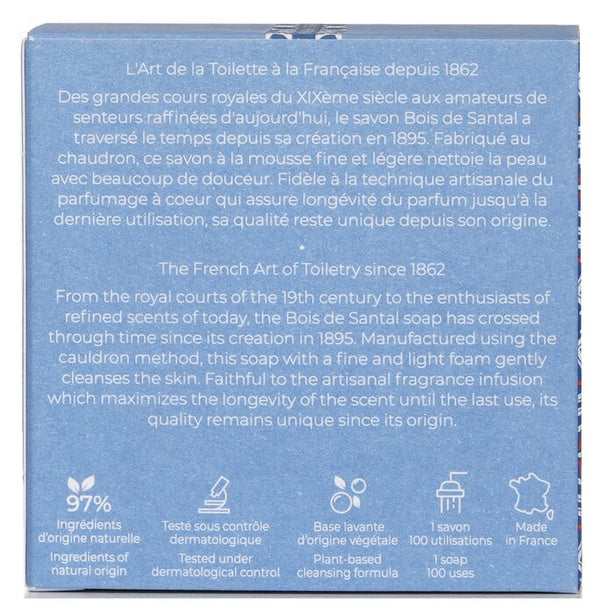 L'Art de la Toilette à la Française depuis 1862
Des grandes cours royales du XIXème siècle aux amateurs de
senteurs raffinées d'aujourd'hui, le savon Bois de Santal a
traversé le temps depuis sa création en 1895. Fabriqué au
chaudron, ce savon à la mousse fine et légère nettoie la peau
avec beaucoup de douceur. Fidèle à la technique artisanale du
parfumage à coeur qui assure longévité du parfum jusqu'à la
dernière utilisation, sa qualité reste unique depuis son origine.
•
The French Art of Toiletry since 1862
From the royal courts of the 19th century to the enthusiasts of
refined scents of today, the Bois de Santal soap has crossed
through time since its creation in 1895. Manufactured using the
cauldron method, this soap with a fine and light foam gently
cleanses the skin. Faithful to the artisanal fragrance infusion
which maximizes the longevity of the scent until the last use, its
quality remains unique since its origin.
97%
Ingrédients
d'origine naturelle
Ingredients of
natural origin
Testé sous contrôle
dermatologique
Tested under
dermatological control
Base lavante
d'origine végétale
Plant-based
cleansing formula
1 savon
100 utilisations
1 soap
100 uses
Made
in France